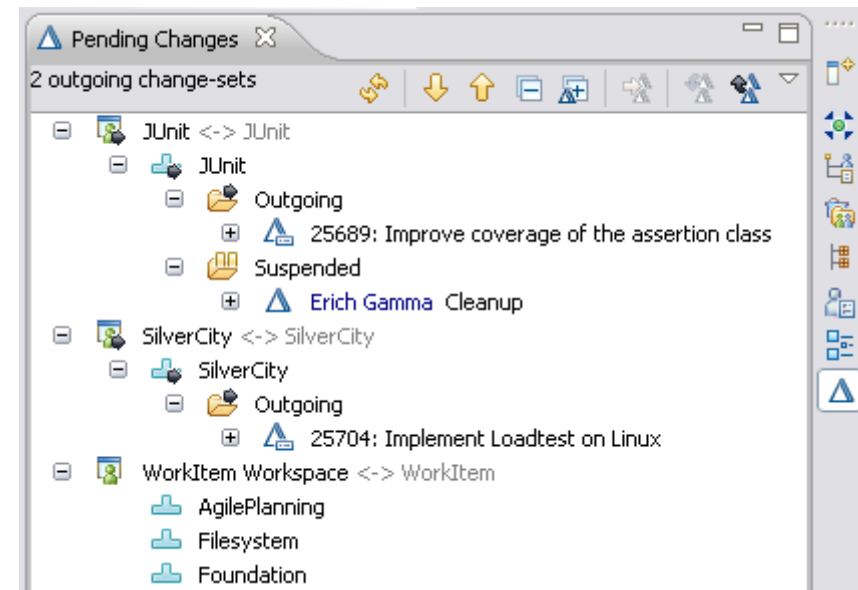 Pending Changes
2 outgoing change-sets
JUnit <-> JUnit
JUnit
Outgoing
25689: Improve coverage of the assertion class
Suspended
Erich Gamma Cleanup
SilverCity <-> SilverCity
SilverCity
Outgoing
25704: Implement Loadtest on Linux
WorkItem Workspace <-> WorkItem
AgilePlanning
Filesystem
Foundation